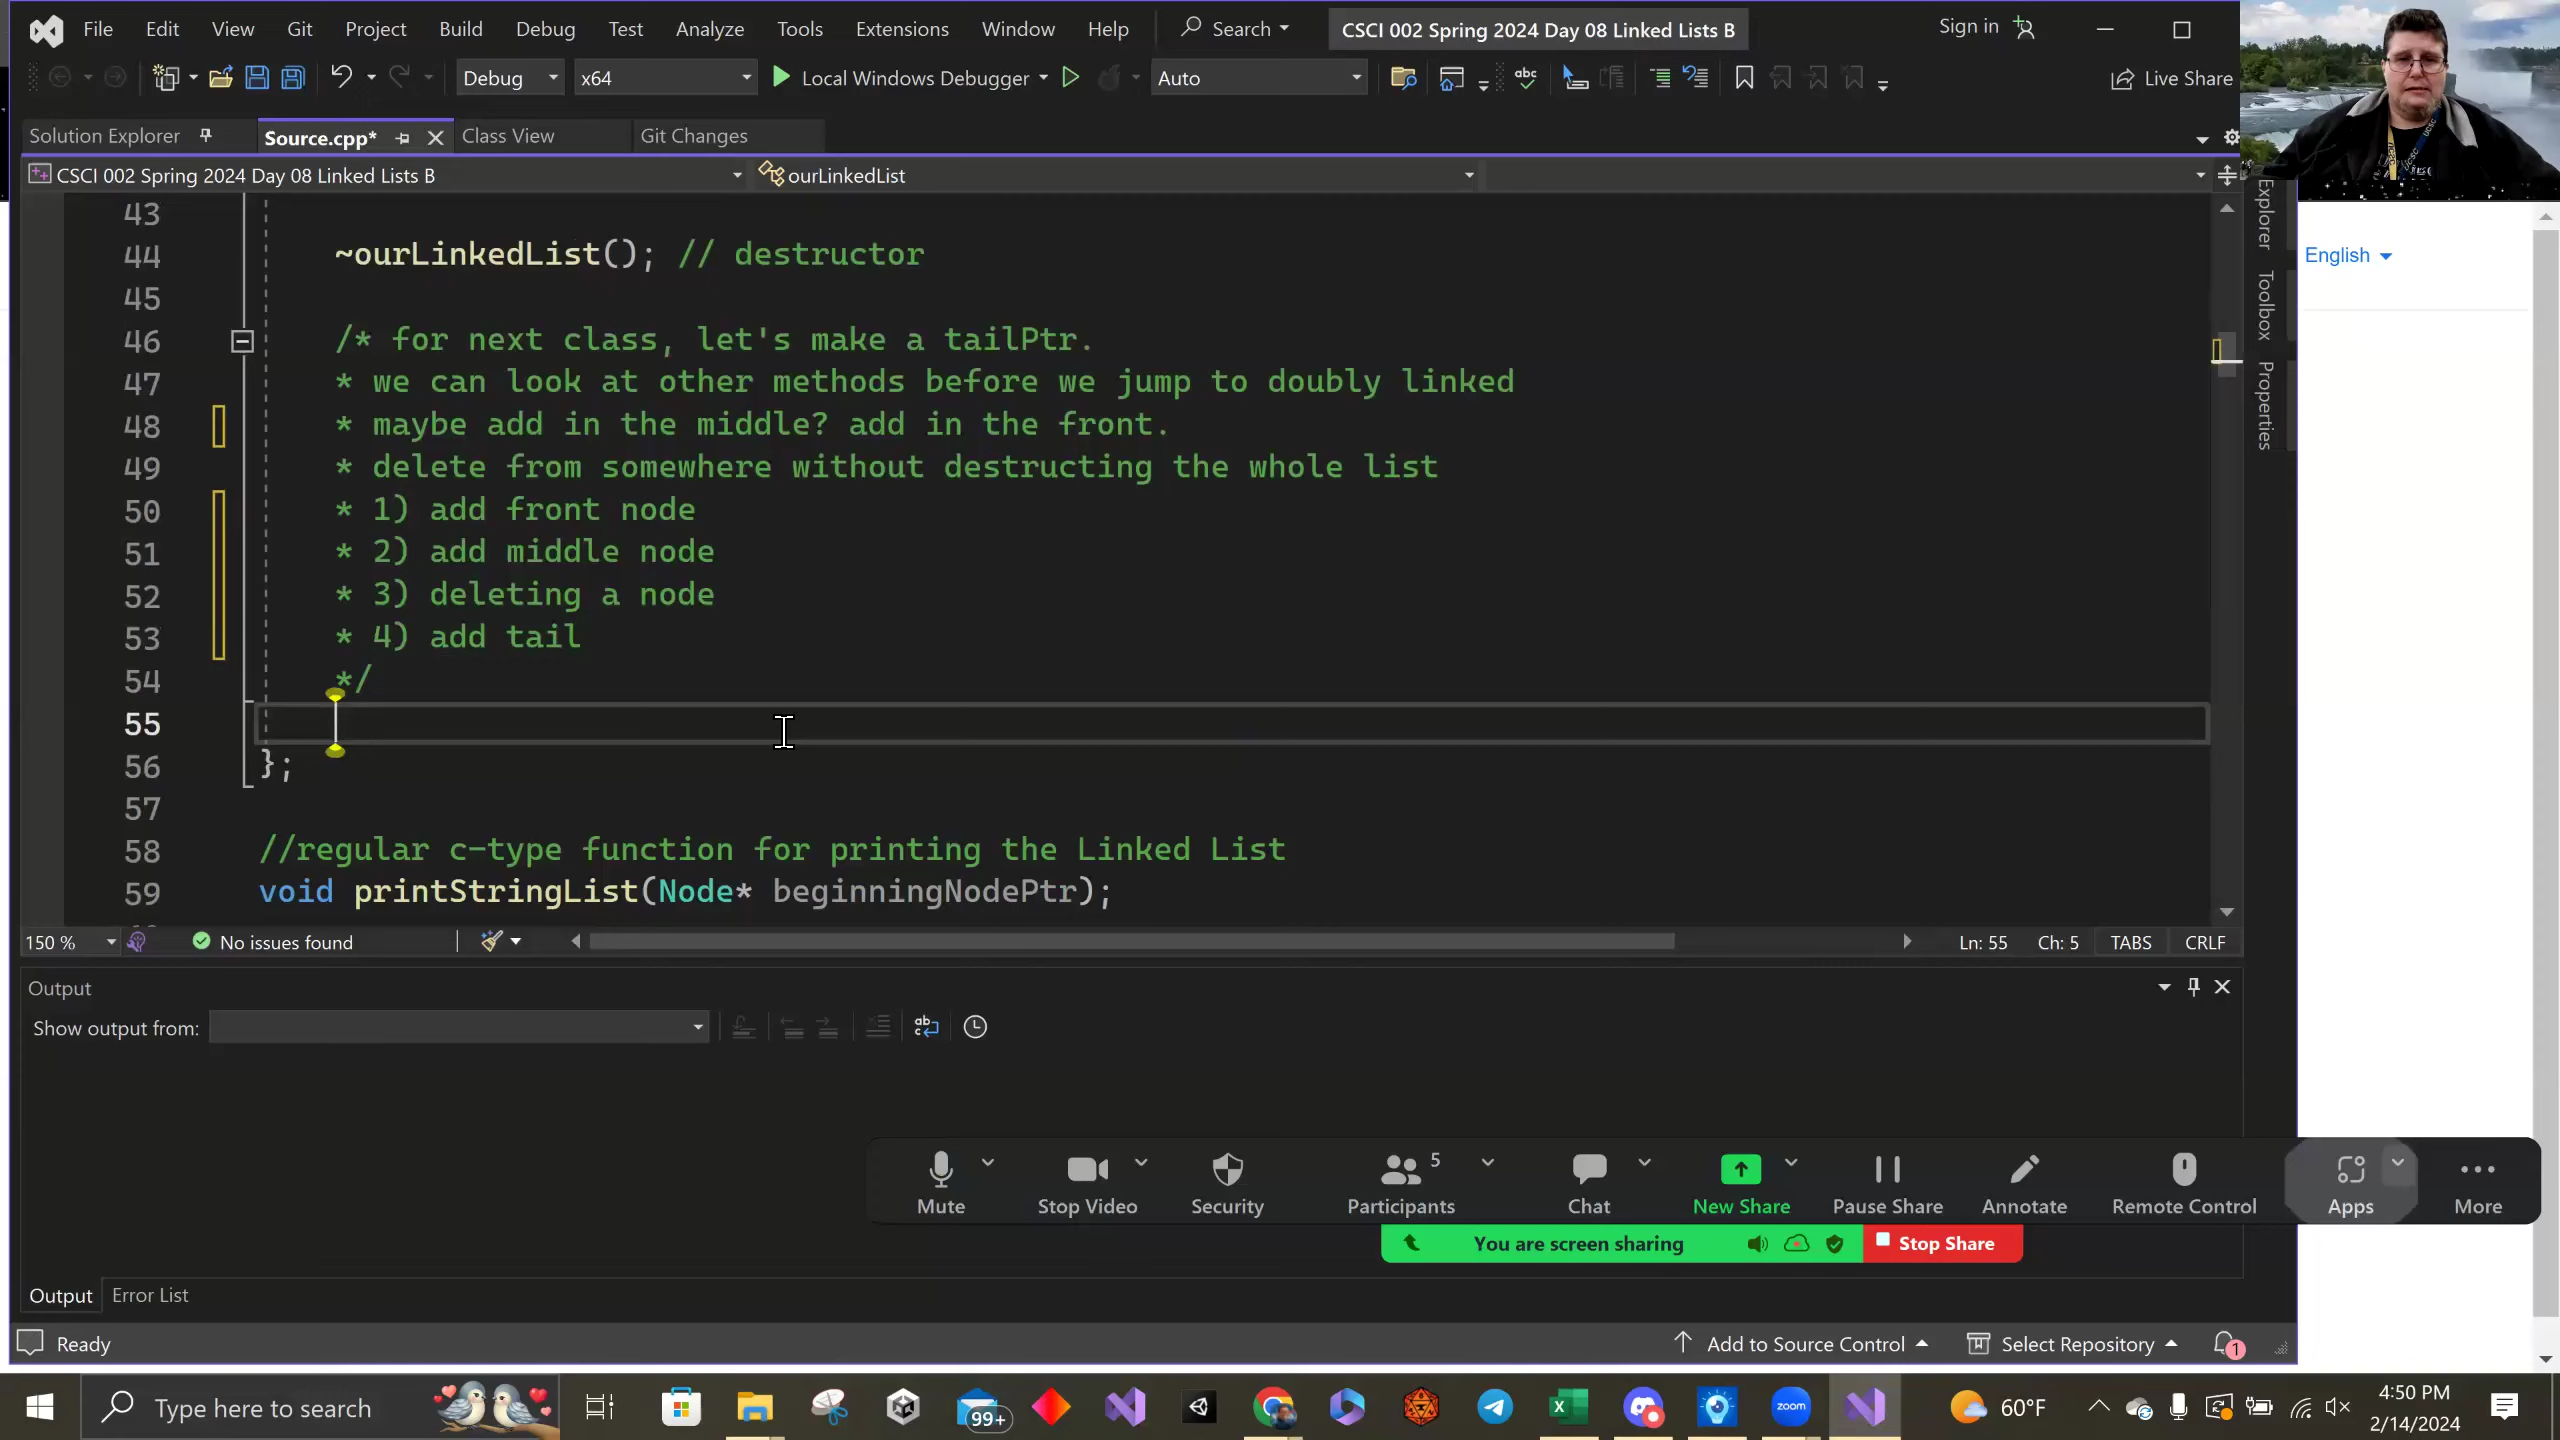 File Edit View Git Project Build Debug Test Analyze Tools Extensions Window Help Search CSCI 002 Spring 2024 Day 08 Linked Lists B Sign in
Debug x64 Local Windows Debugger Auto Live Share
Solution Explorer Source.cpp* Class View Git Changes
CSCI 002 Spring 2024 Day 08 Linked Lists B ourLinkedList
Explorer
Toolbox
Properties
English
43
44 ~ourLinkedList(); // destructor
45
46 /* for next class, let's make a tailPtr.
47 * we can look at other methods before we jump to doubly linked
48 * maybe add in the middle? add in the front.
49 * delete from somewhere without destructing the whole list
50 * 1) add front node
51 * 2) add middle node
52 * 3) deleting a node
53 * 4) add tail
54 */
55
56 };
57
58 //regular c-type function for printing the Linked List
59 void printStringList(Node* beginningNodePtr);
150 % No issues found Ln: 55 Ch: 5 TABS CRLF
Output
Show output from:
5
Mute Stop Video Security Participants Chat New Share Pause Share Annotate Remote Control Apps More
You are screen sharing Stop Share
Output Error List
Ready Add to Source Control Select Repository 1
Type here to search 99+ zoom 60°F 4:50 PM
2/14/2024